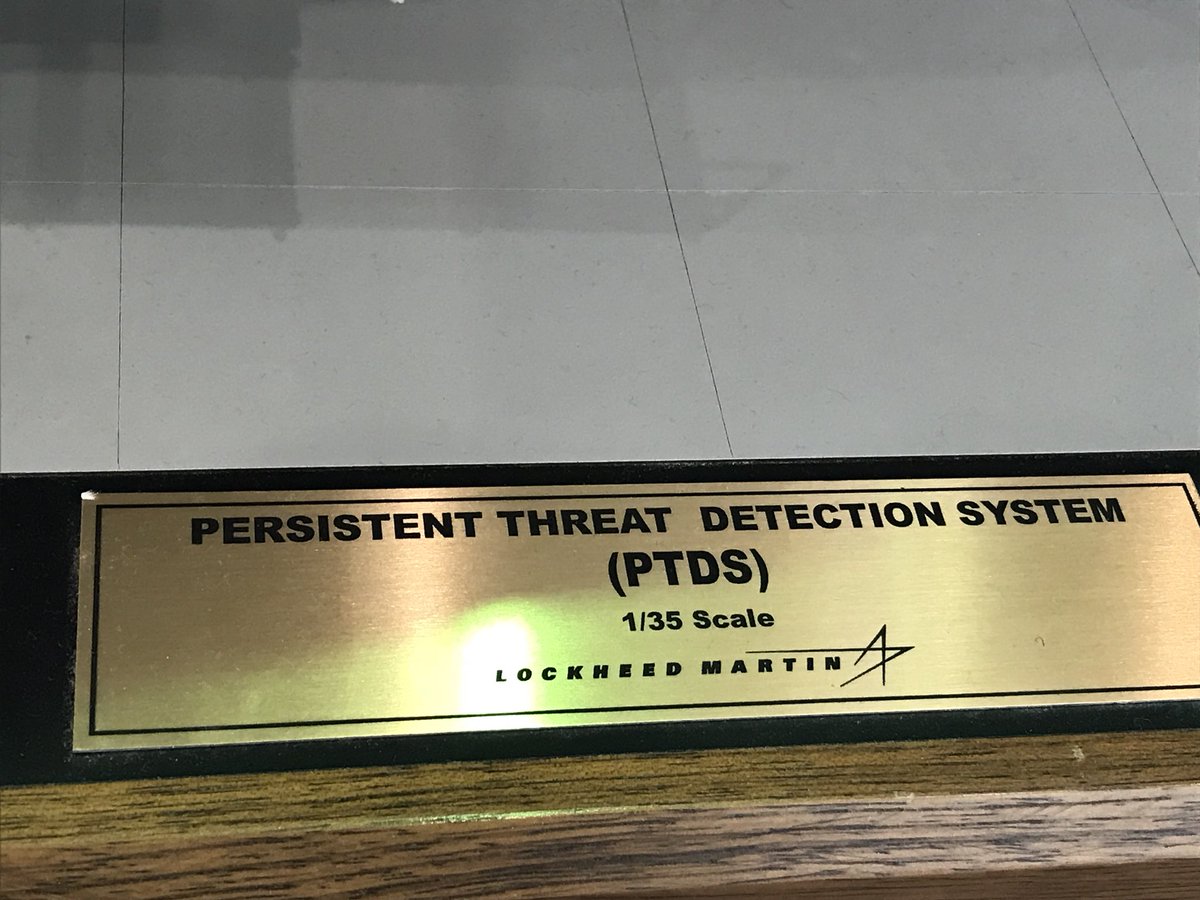 PERSISTENT THREAT DETECTION SYSTEM
(PTDS)
1/35 Scale
LOCKHEED MARTIN